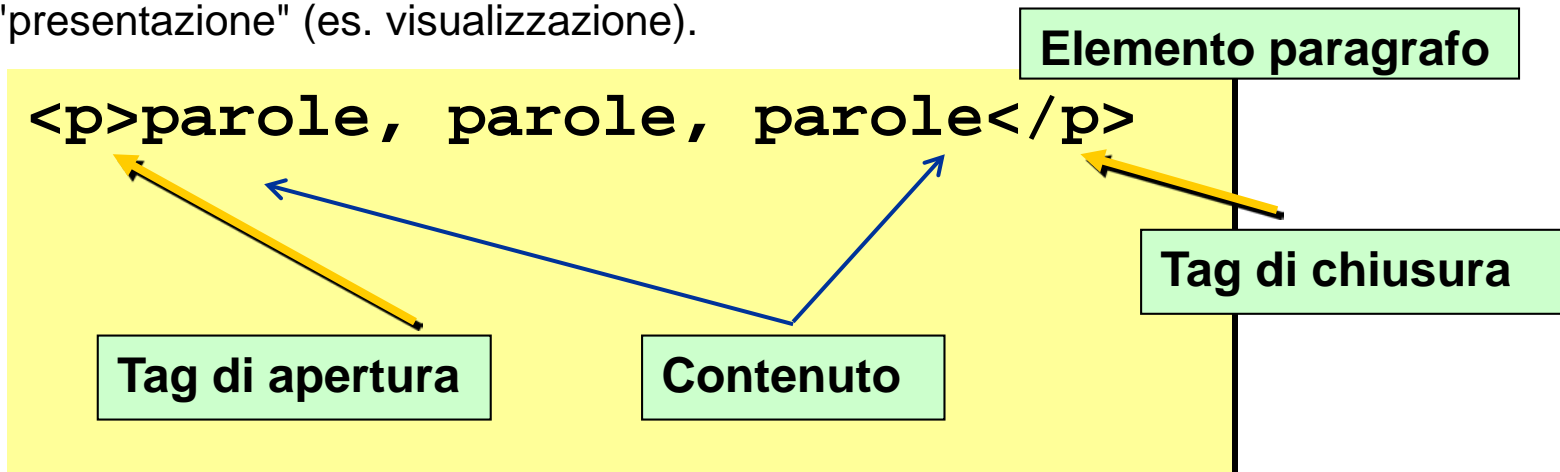 "presentazione" (es. visualizzazione).
Elemento paragrafo
<p>parole, parole, parole</p>
Tag di chiusura
Tag di apertura
Contenuto